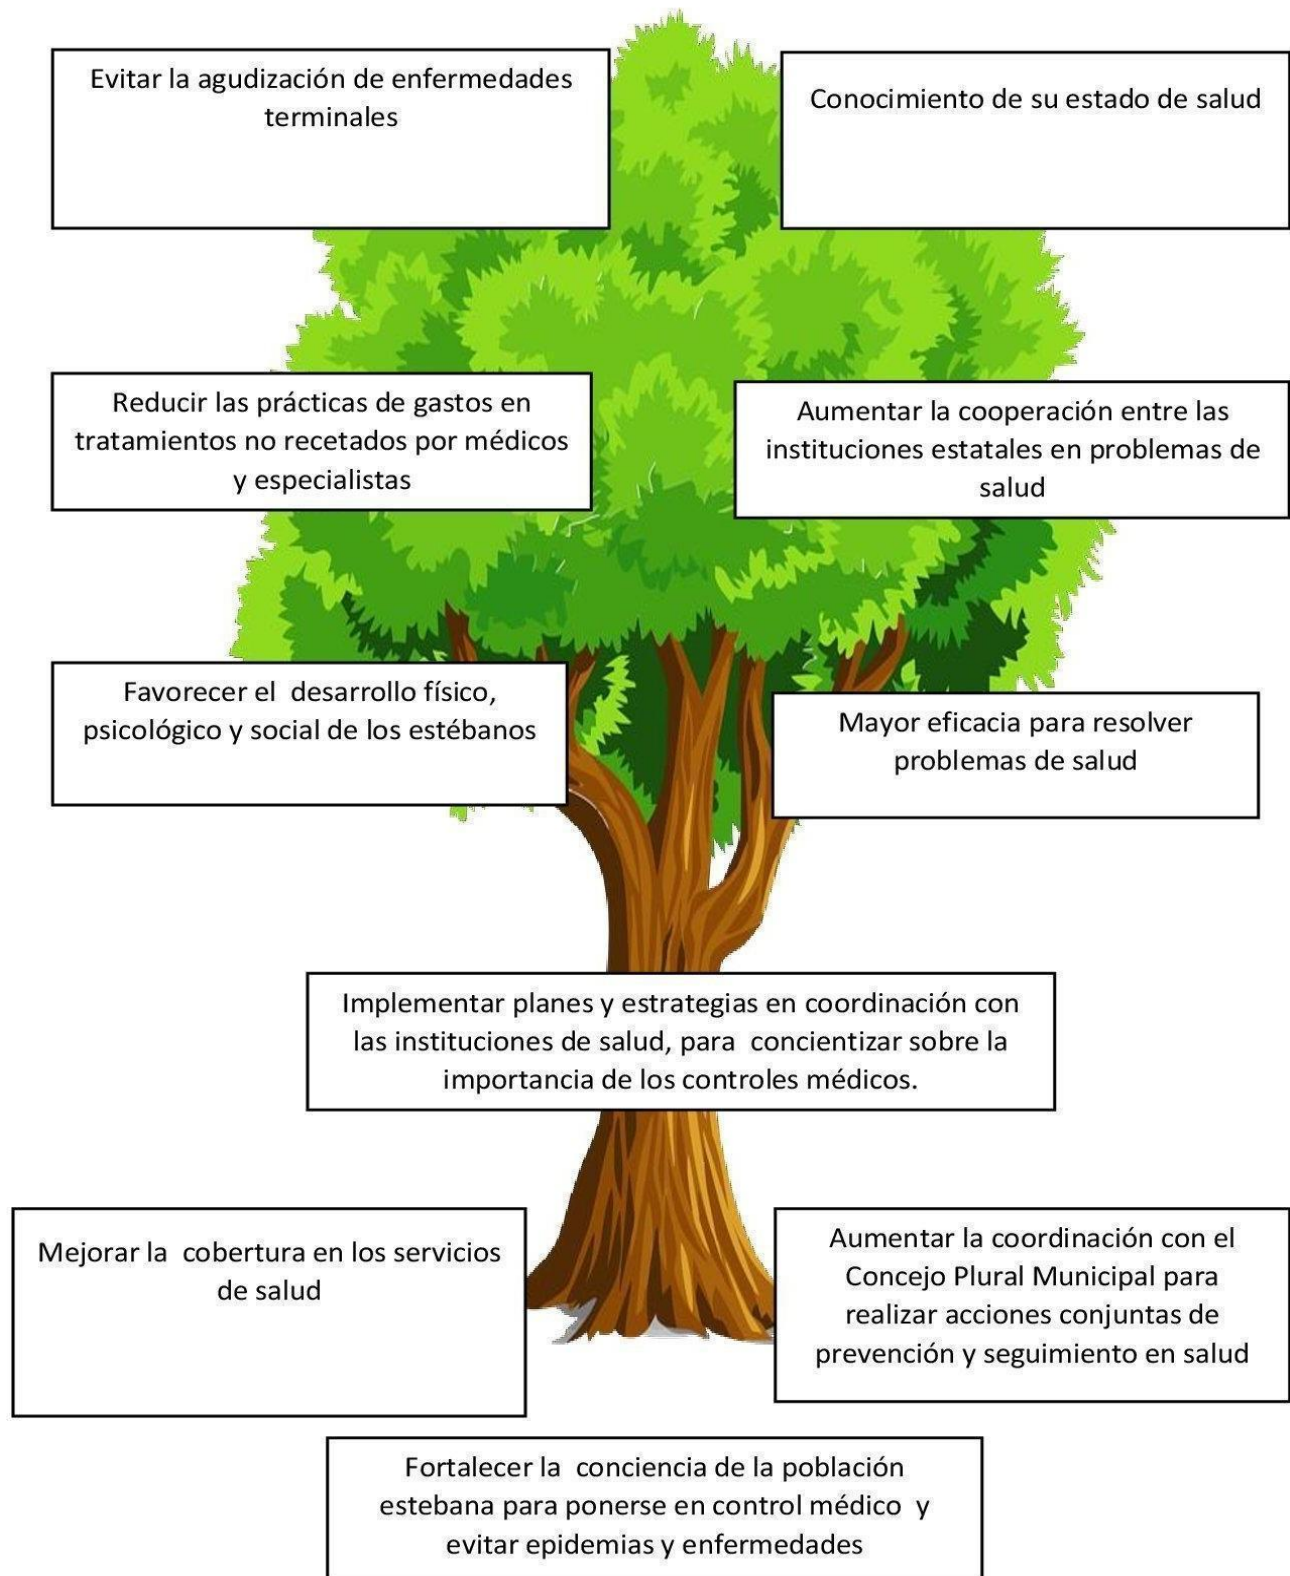 Evitar la agudización de enfermedades
terminales
Conocimiento de su estado de salud
Reducir las prácticas de gastos en
tratamientos no recetados por médicos
y especialistas
Aumentar la cooperación entre las
instituciones estatales en problemas de
salud
Favorecer el desarrollo físico,
psicológico y social de los estébanos
Mayor eficacia para resolver
problemas de salud
Implementar planes y estrategias en coordinación con
las instituciones de salud, para concientizar sobre la
importancia de los controles médicos.
Mejorar la cobertura en los servicios
de salud
Aumentar la coordinación con el
Concejo Plural Municipal para
realizar acciones conjuntas de
prevención y seguimiento en salud
Fortalecer la conciencia de la población
estebana para ponerse en control médico y
evitar epidemias y enfermedades